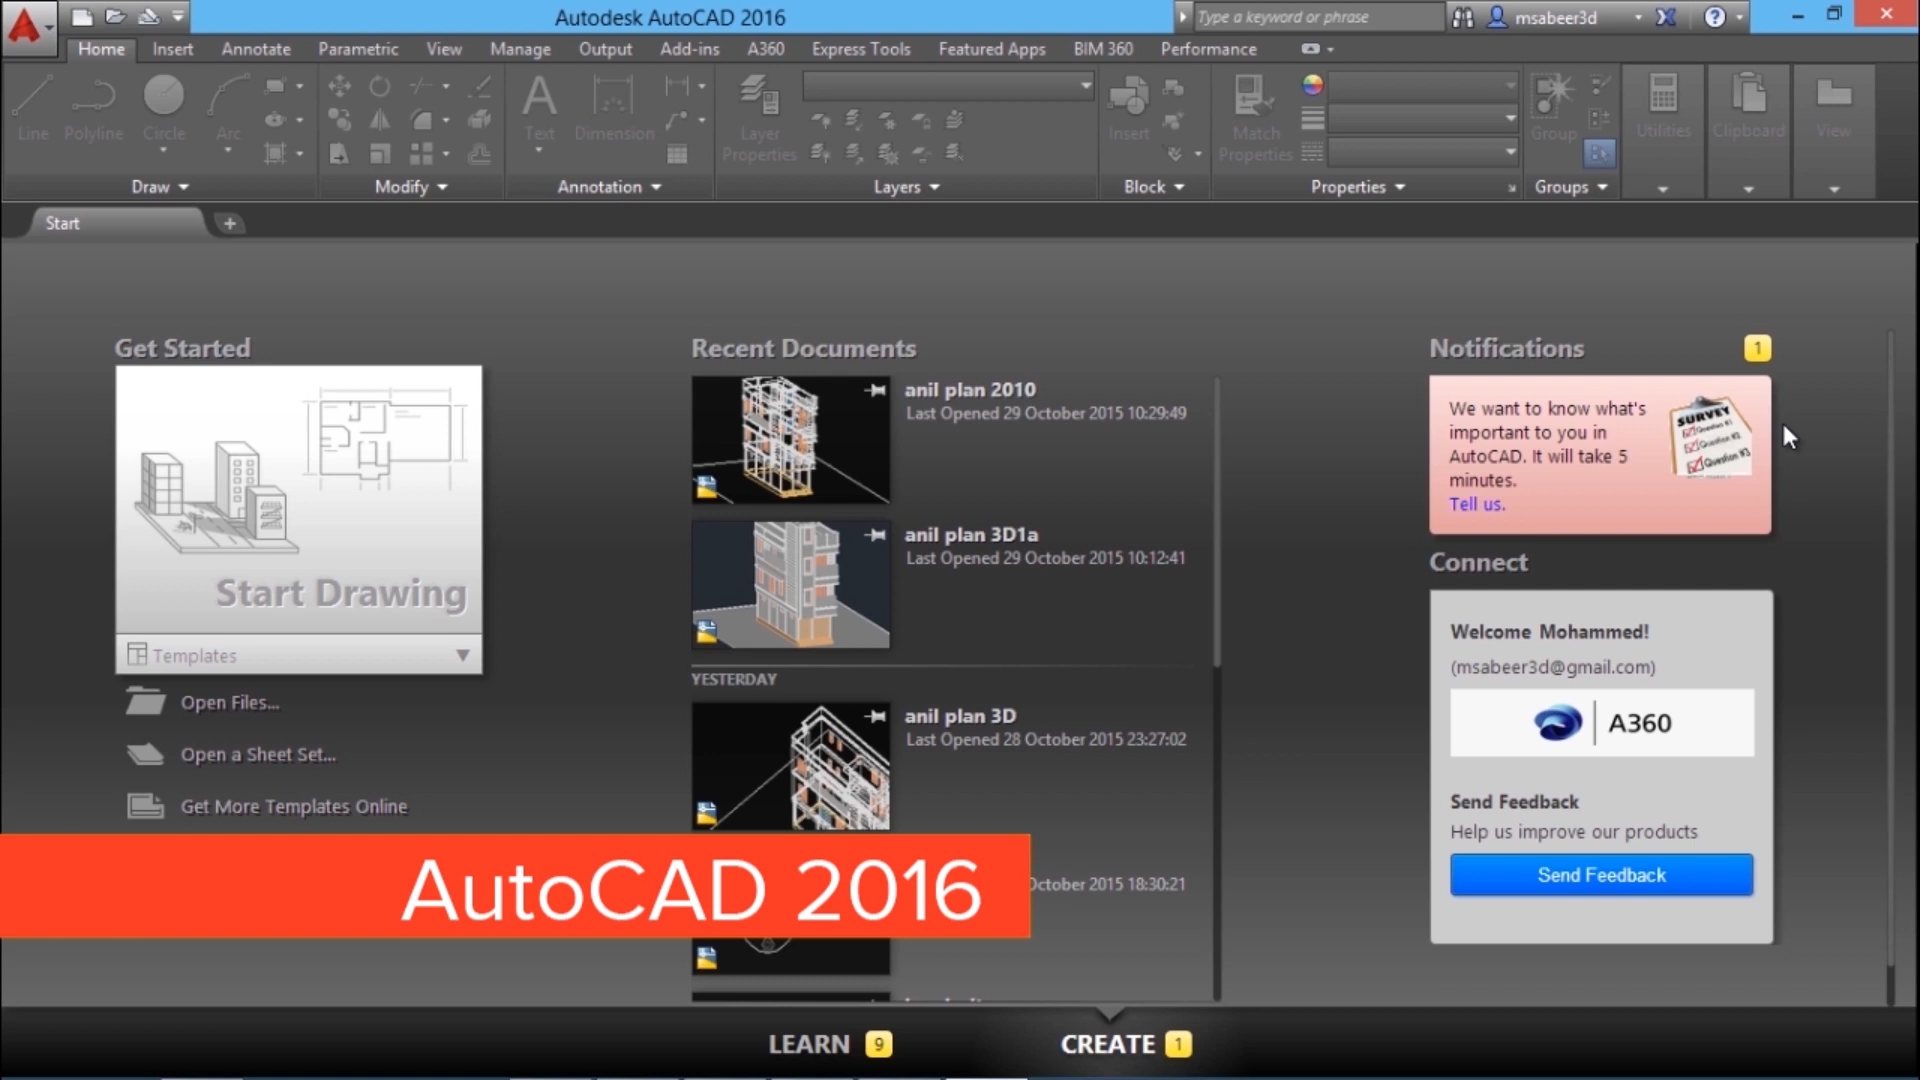 Autodesk AutoCAD 2016
Type a keyword or phrase
msabeer3d
Home Insert Annotate Parametric View Manage Output Add-ins A360 Express Tools Featured Apps BIM 360 Performance
Line Polyline Circle Arc
Text Dimension
Layer Properties
Insert
Match Properties
Group
Utilities Clipboard View
Draw Modify Annotation Layers Block Properties Groups
Start
Get Started
Start Drawing
Templates
Open Files...
Open a Sheet Set...
Get More Templates Online
Recent Documents
anil plan 2010
Last Opened 29 October 2015 10:29:49
anil plan 3D1a
Last Opened 29 October 2015 10:12:41
YESTERDAY
anil plan 3D
Last Opened 28 October 2015 23:27:02
October 2015 18:30:21
Notifications 1
We want to know what's
important to you in
AutoCAD. It will take 5
minutes.
Tell us.
SURVEY
Question #1
Question #2
Question #3
Connect
Welcome Mohammed!
(msabeer3d@gmail.com)
A360
Send Feedback
Help us improve our products
Send Feedback
AutoCAD 2016
LEARN 9
CREATE 1